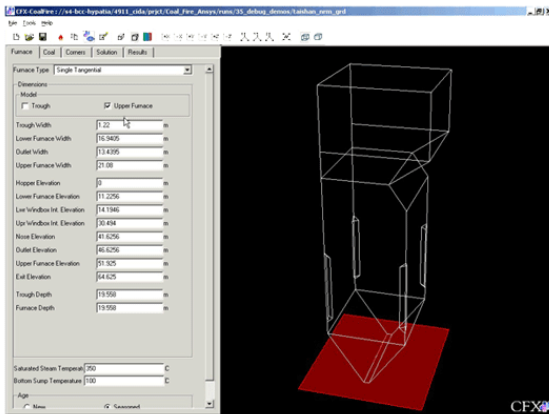 CFX-CoalFire: //s4-bcc-hypatia/4911_cida/prjct/Coal_Fire_Ansys/runs/35_debug_demos/taishan_nms_grd
File Tools Help
Furnace Coal Corners Solution Results
Furnace Type Single Tangential
Dimensions
Model
Trough Upper Furnace
Trough Width 1.22 m
Lower Furnace Width 16.9405 m
Outlet Width 13.4395 m
Upper Furnace Width 21.08 m
Hopper Elevation 0 m
Lower Furnace Elevation 11.2256 m
Lwr Windbox Int. Elevation 14.1946 m
Upr Windbox Int. Elevation 30.494 m
Nose Elevation 41.6256 m
Outlet Elevation 46.6256 m
Upper Furnace Elevation 51.925 m
Exit Elevation 64.625 m
Trough Depth 19.558 m
Furnace Depth 19.558 m
Saturated Steam Temperati 350 C
Bottom Sump Temperature 100 C
Age
New Seasoned
CFX